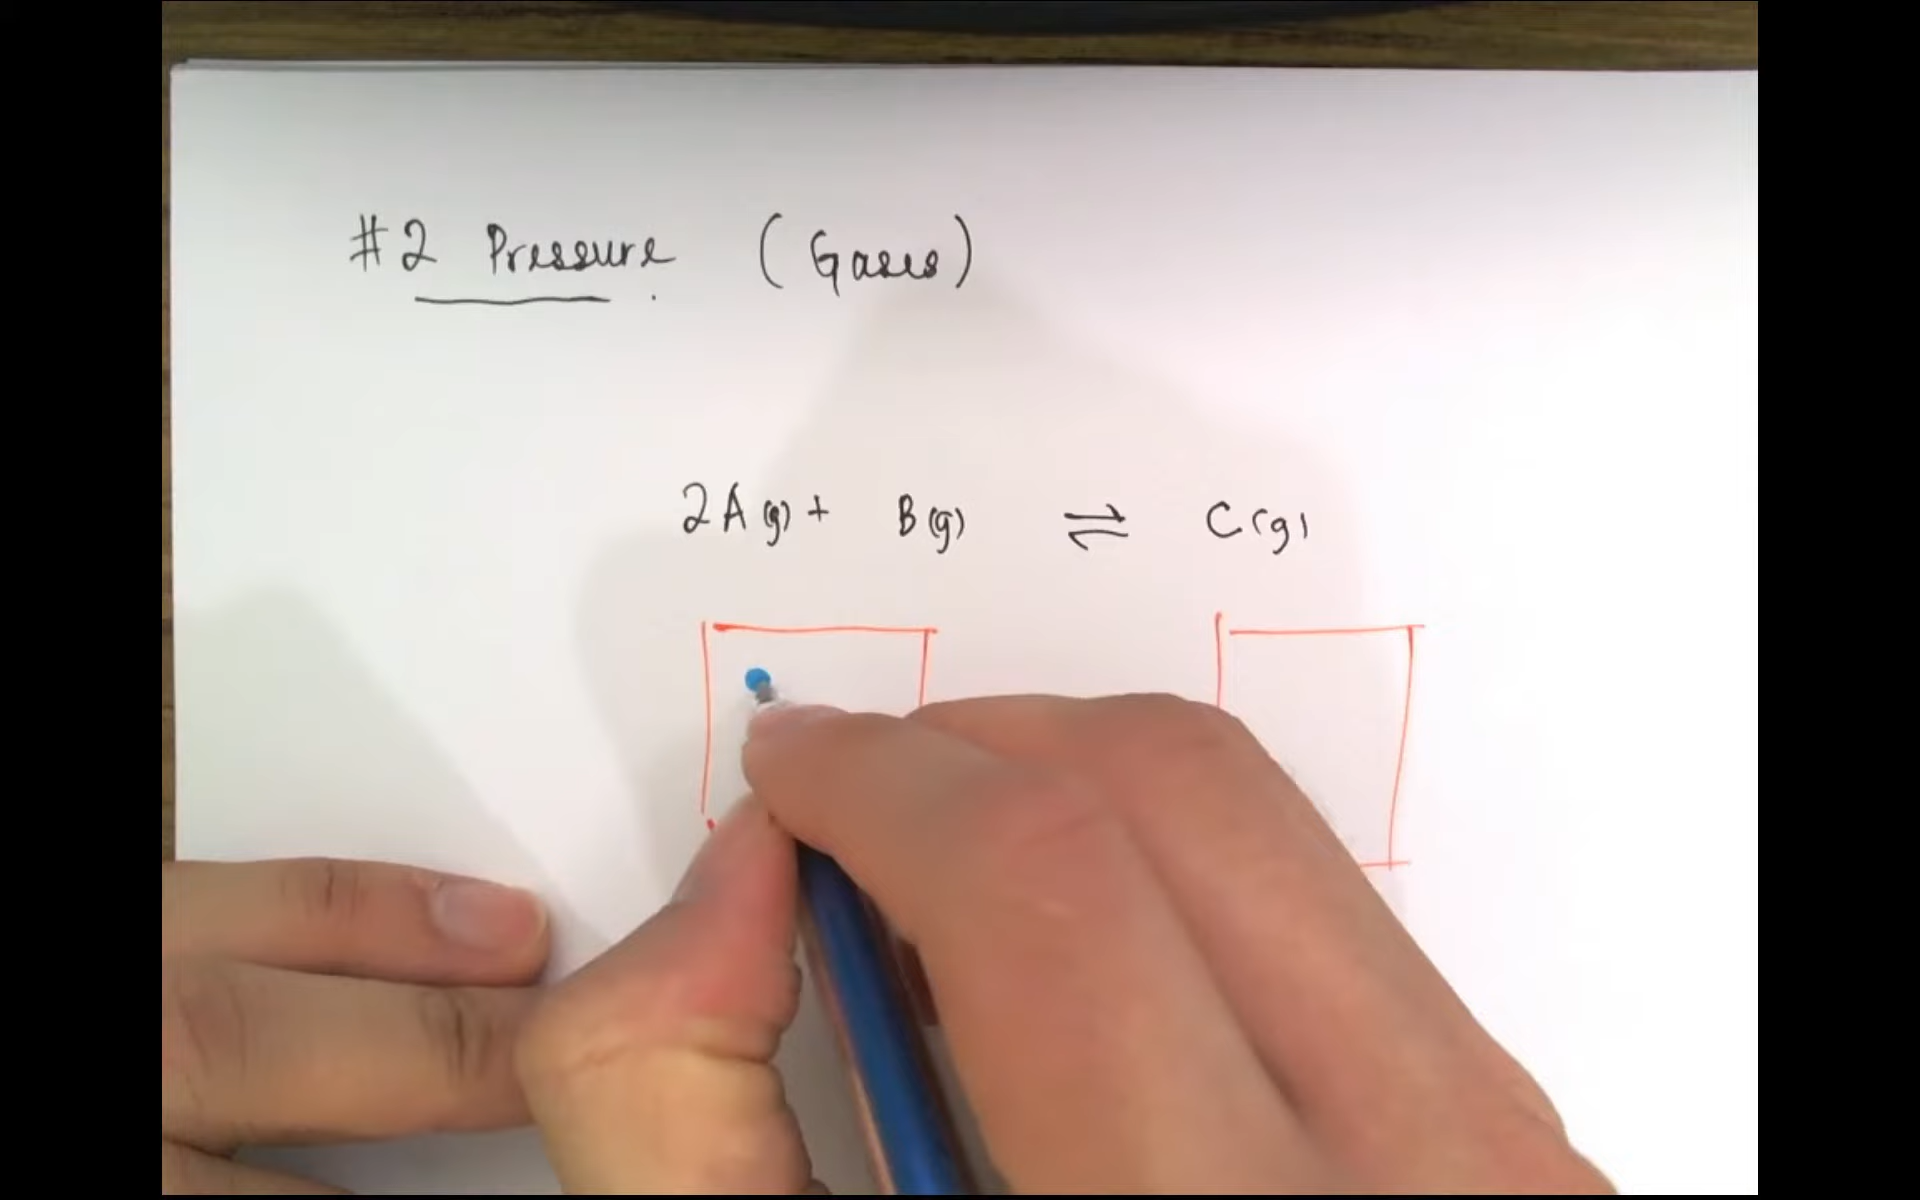 #2 Pressure (Gases)
2A(g) + B(g) ⇌ C(g)